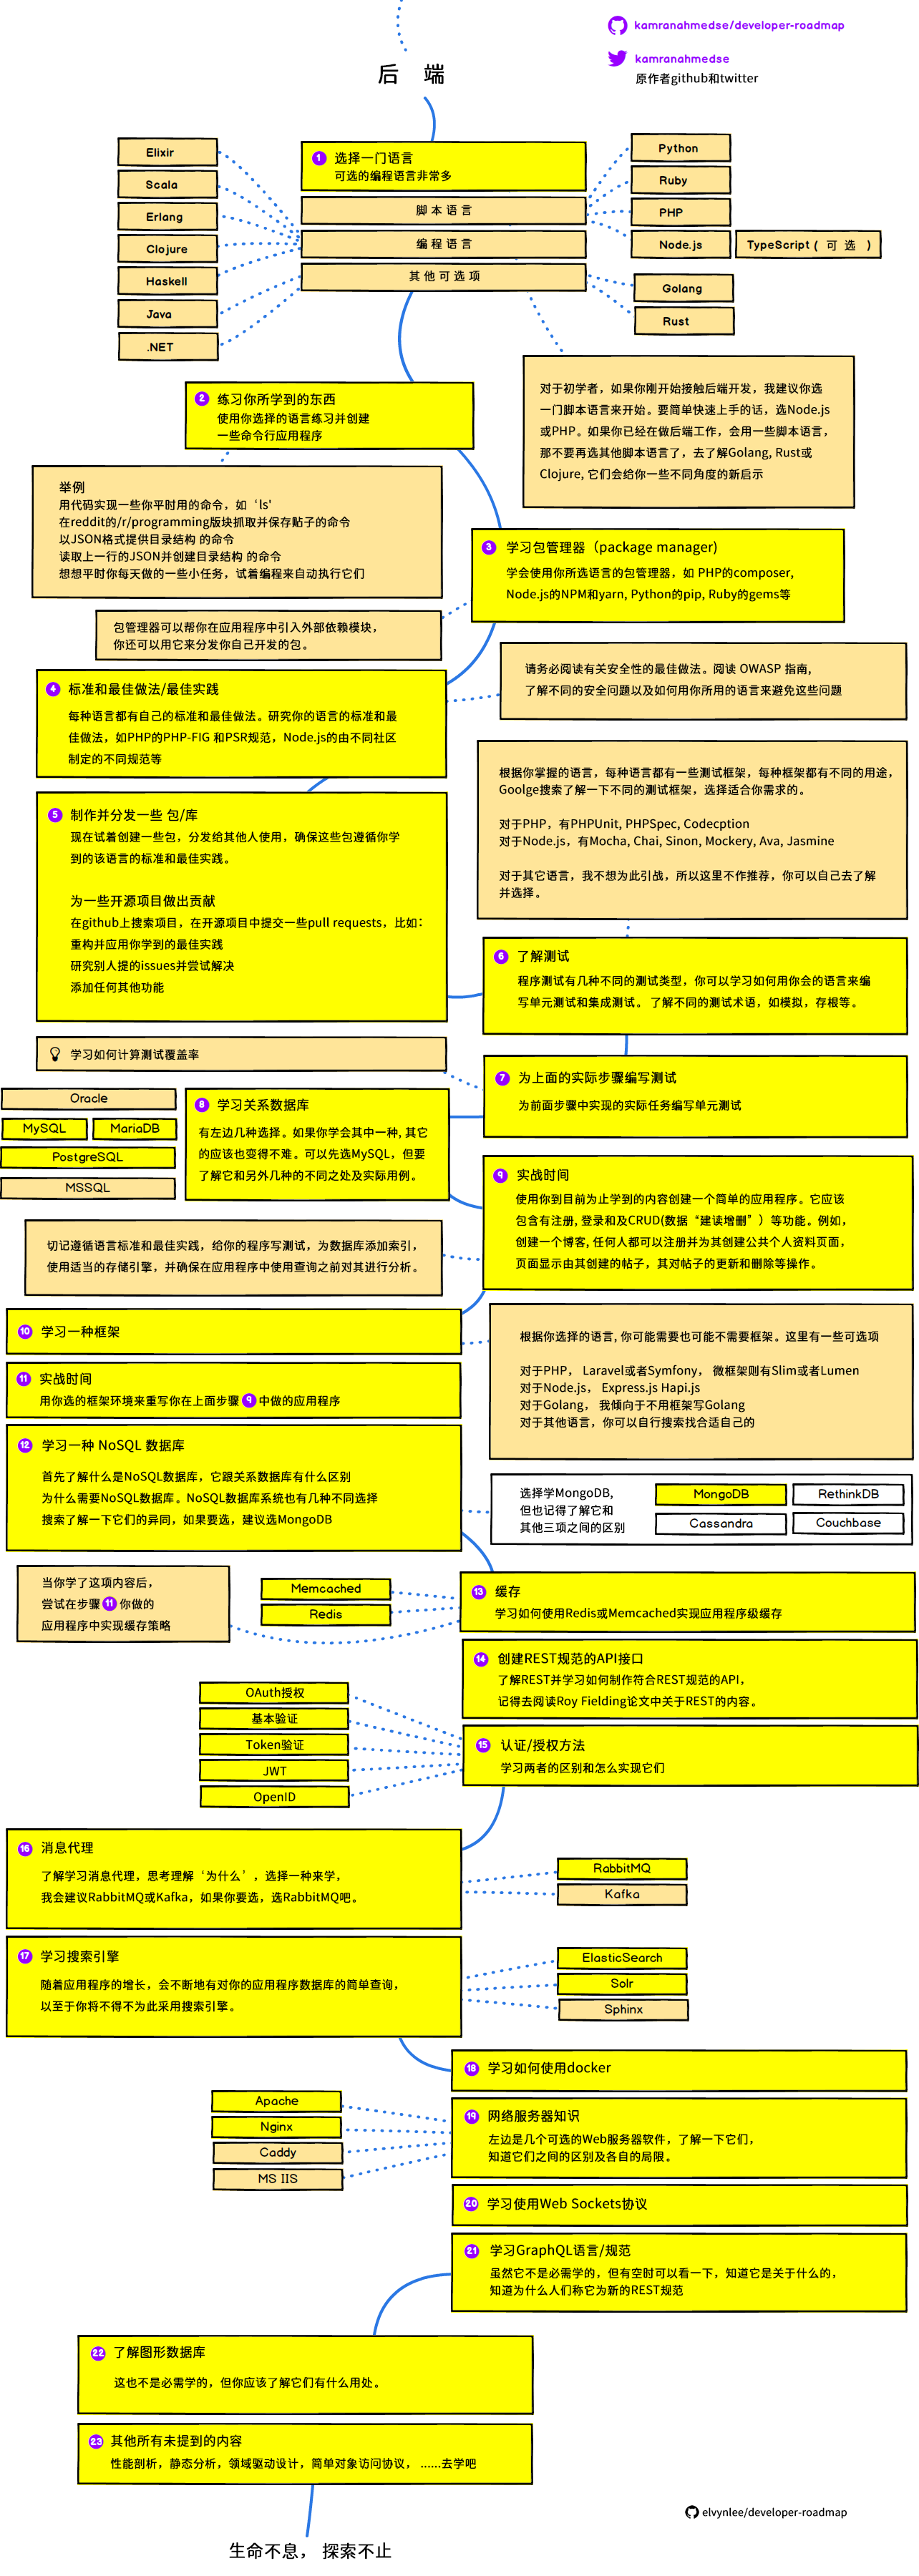 kamranahmedse/developer-roadmap
kamranahmedse
原作者github和twitter
后 端
1 选择一门语言
可选的编程语言非常多
脚本语言
编程语言
其他可选项
Elixir
Scala
Erlang
Clojure
Haskell
Java
.NET
Python
Ruby
PHP
Node.js
TypeScript ( 可 选 )
Golang
Rust
对于初学者，如果你刚开始接触后端开发，我建议你选
一门脚本语言来开始。要简单快速上手的话，选Node.js
或PHP。如果你已经在做后端工作，会用一些脚本语言，
那不要再选其他脚本语言了，去了解Golang, Rust或
Clojure, 它们会给你一些不同角度的新启示
2 练习你所学到的东西
使用你选择的语言练习并创建
一些命令行应用程序
举例
用代码实现一些你平时用的命令，如‘ls'
在reddit的/r/programming版块抓取并保存贴子的命令
以JSON格式提供目录结构 的命令
读取上一行的JSON并创建目录结构 的命令
想想平时你每天做的一些小任务，试着编程来自动执行它们
3 学习包管理器（package manager)
学会使用你所选语言的包管理器，如 PHP的composer,
Node.js的NPM和yarn, Python的pip, Ruby的gems等
包管理器可以帮你在应用程序中引入外部依赖模块，
你还可以用它来分发你自己开发的包。
4 标准和最佳做法/最佳实践
每种语言都有自己的标准和最佳做法。研究你的语言的标准和最
佳做法，如PHP的PHP-FIG 和PSR规范，Node.js的由不同社区
制定的不同规范等
请务必阅读有关安全性的最佳做法。阅读 OWASP 指南,
了解不同的安全问题以及如何用你所用的语言来避免这些问题
根据你掌握的语言，每种语言都有一些测试框架，每种框架都有不同的用途，
Goolge搜索了解一下不同的测试框架，选择适合你需求的。
对于PHP，有PHPUnit, PHPSpec, Codecption
对于Node.js，有Mocha, Chai, Sinon, Mockery, Ava, Jasmine
对于其它语言，我不想为此引战，所以这里不作推荐，你可以自己去了解
并选择。
5 制作并分发一些 包/库
现在试着创建一些包，分发给其他人使用，确保这些包遵循你学
到的该语言的标准和最佳实践。
为一些开源项目做出贡献
在github上搜索项目，在开源项目中提交一些pull requests，比如：
重构并应用你学到的最佳实践
研究别人提的issues并尝试解决
添加任何其他功能
6 了解测试
程序测试有几种不同的测试类型，你可以学习如何用你会的语言来编
写单元测试和集成测试。 了解不同的测试术语，如模拟，存根等。
学习如何计算测试覆盖率
7 为上面的实际步骤编写测试
为前面步骤中实现的实际任务编写单元测试
Oracle
MySQL
MariaDB
PostgreSQL
MSSQL
8 学习关系数据库
有左边几种选择。如果你学会其中一种, 其它
的应该也变得不难。可以先选MySQL，但要
了解它和另外几种的不同之处及实际用例。
9 实战时间
使用你到目前为止学到的内容创建一个简单的应用程序。它应该
包含有注册, 登录和及CRUD(数据“建读增删”）等功能。例如，
创建一个博客, 任何人都可以注册并为其创建公共个人资料页面，
页面显示由其创建的帖子，其对帖子的更新和删除等操作。
切记遵循语言标准和最佳实践，给你的程序写测试，为数据库添加索引，
使用适当的存储引擎，并确保在应用程序中使用查询之前对其进行分析。
10 学习一种框架
根据你选择的语言, 你可能需要也可能不需要框架。这里有一些可选项
对于PHP， Laravel或者Symfony， 微框架则有Slim或者Lumen
对于Node.js， Express.js Hapi.js
对于Golang， 我倾向于不用框架写Golang
对于其他语言，你可以自行搜索找合适自己的
11 实战时间
用你选的框架环境来重写你在上面步骤 9 中做的应用程序
12 学习一种 NoSQL 数据库
首先了解什么是NoSQL数据库，它跟关系数据库有什么区别
为什么需要NoSQL数据库。NoSQL数据库系统也有几种不同选择
搜索了解一下它们的异同，如果要选，建议选MongoDB
选择学MongoDB,
但也记得了解它和
其他三项之间的区别
MongoDB
RethinkDB
Cassandra
Couchbase
当你学了这项内容后，
尝试在步骤 11 你做的
应用程序中实现缓存策略
Memcached
Redis
13 缓存
学习如何使用Redis或Memcached实现应用程序级缓存
14 创建REST规范的API接口
了解REST并学习如何制作符合REST规范的API，
记得去阅读Roy Fielding论文中关于REST的内容。
OAuth授权
基本验证
Token验证
JWT
OpenID
15 认证/授权方法
学习两者的区别和怎么实现它们
16 消息代理
了解学习消息代理，思考理解‘为什么’，选择一种来学，
我会建议RabbitMQ或Kafka，如果你要选，选RabbitMQ吧。
RabbitMQ
Kafka
17 学习搜索引擎
随着应用程序的增长，会不断地有对你的应用程序数据库的简单查询，
以至于你将不得不为此采用搜索引擎。
ElasticSearch
Solr
Sphinx
18 学习如何使用docker
Apache
Nginx
Caddy
MS IIS
19 网络服务器知识
左边是几个可选的Web服务器软件，了解一下它们，
知道它们之间的区别及各自的局限。
20 学习使用Web Sockets协议
21 学习GraphQL语言/规范
虽然它不是必需学的，但有空时可以看一下，知道它是关于什么的，
知道为什么人们称它为新的REST规范
22 了解图形数据库
这也不是必需学的，但你应该了解它们有什么用处。
23 其他所有未提到的内容
性能剖析，静态分析，领域驱动设计，简单对象访问协议， ......去学吧
elvynlee/developer-roadmap
生命不息， 探索不止